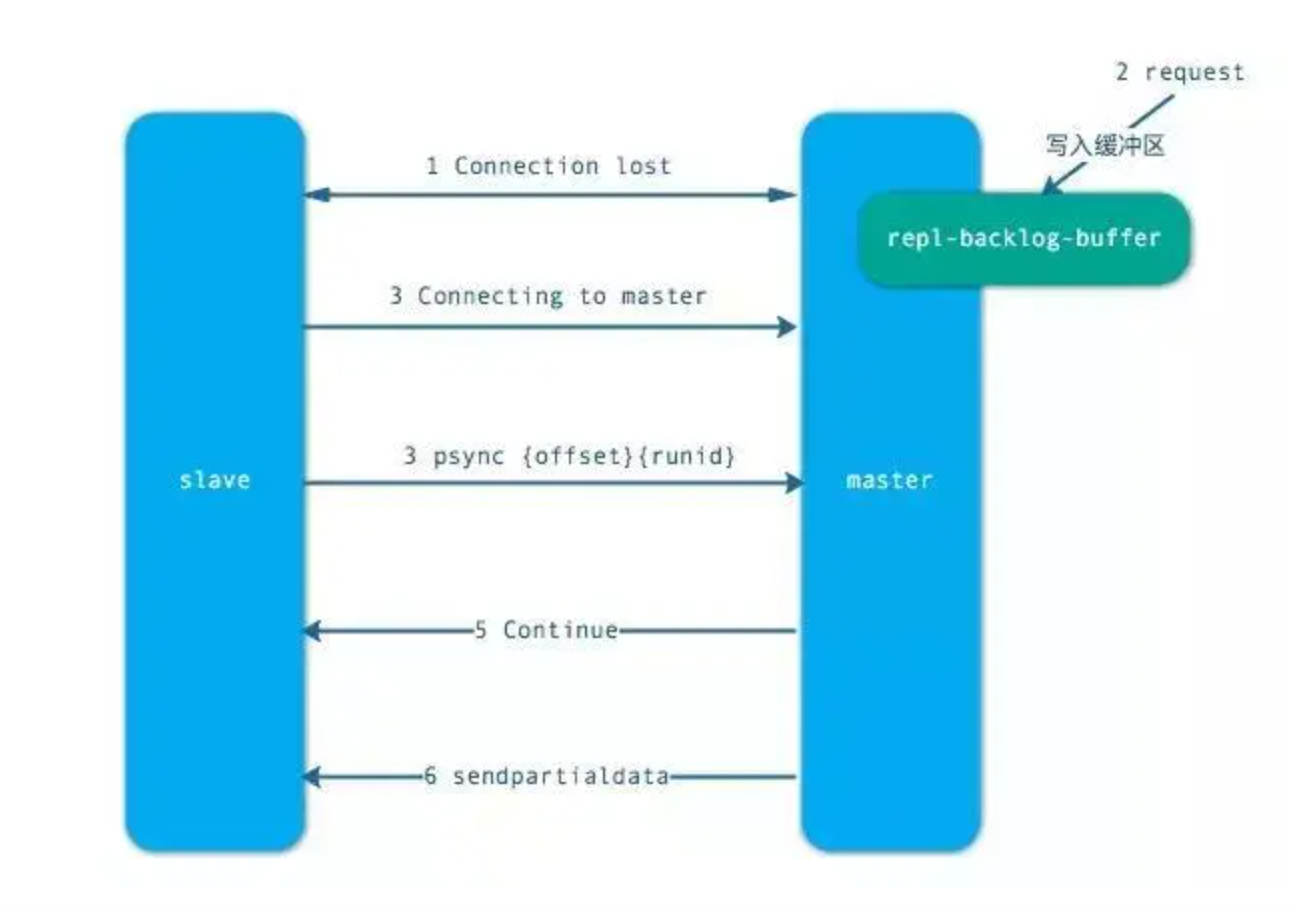 2 request
写入缓冲区
1 Connection lost
repl-backlog-buffer
3 Connecting to master
3 psync {offset}{runid}
slave
master
5 Continue
6 sendpartialdata